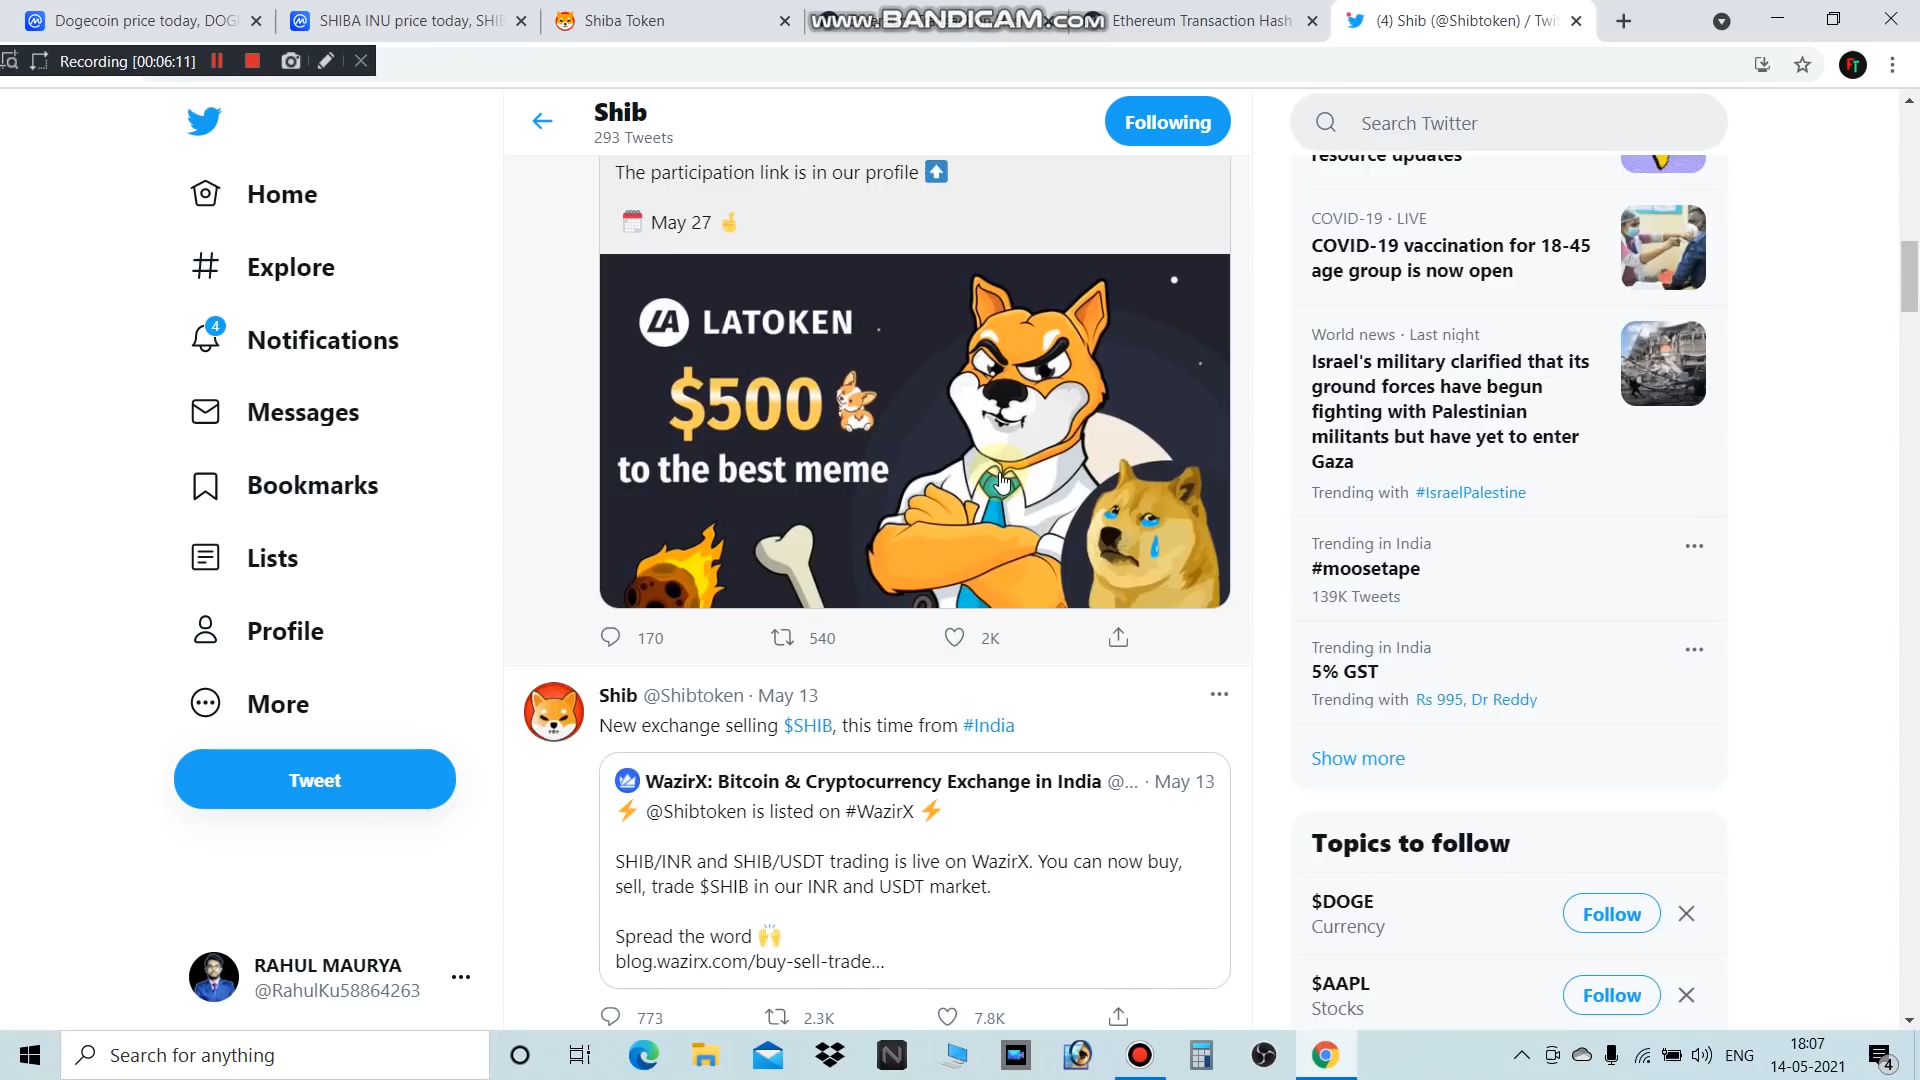 Dogecoin price today, DOG
SHIBA INU price today, SHIB
Shiba Token
WWW.BANDICAM.COM
Ethereum Transaction Hash
(4) Shib (@Shibtoken) / Twi
Recording [00:06:11]
FT
Home
Explore
4
Notifications
Messages
Bookmarks
Lists
Profile
More
Tweet
RAHUL MAURYA
@RahulKu58864263
Shib
293 Tweets
Following
The participation link is in our profile ⬆️
📅 May 27 ☝️
LA LATOKEN
$500
to the best meme
170
540
2K
Shib @Shibtoken · May 13
New exchange selling $SHIB, this time from #India
WazirX: Bitcoin & Cryptocurrency Exchange in India @... · May 13
⚡ @Shibtoken is listed on #WazirX ⚡
SHIB/INR and SHIB/USDT trading is live on WazirX. You can now buy,
sell, trade $SHIB in our INR and USDT market.
Spread the word 🙌
blog.wazirx.com/buy-sell-trade...
773
2.3K
7.8K
Search Twitter
resource updates
COVID-19 · LIVE
COVID-19 vaccination for 18-45
age group is now open
World news · Last night
Israel's military clarified that its
ground forces have begun
fighting with Palestinian
militants but have yet to enter
Gaza
Trending with #IsraelPalestine
Trending in India
#moosetape
139K Tweets
Trending in India
5% GST
Trending with Rs 995, Dr Reddy
Show more
Topics to follow
$DOGE
Currency
Follow
$AAPL
Stocks
Follow
Search for anything
ENG
18:07
14-05-2021
4